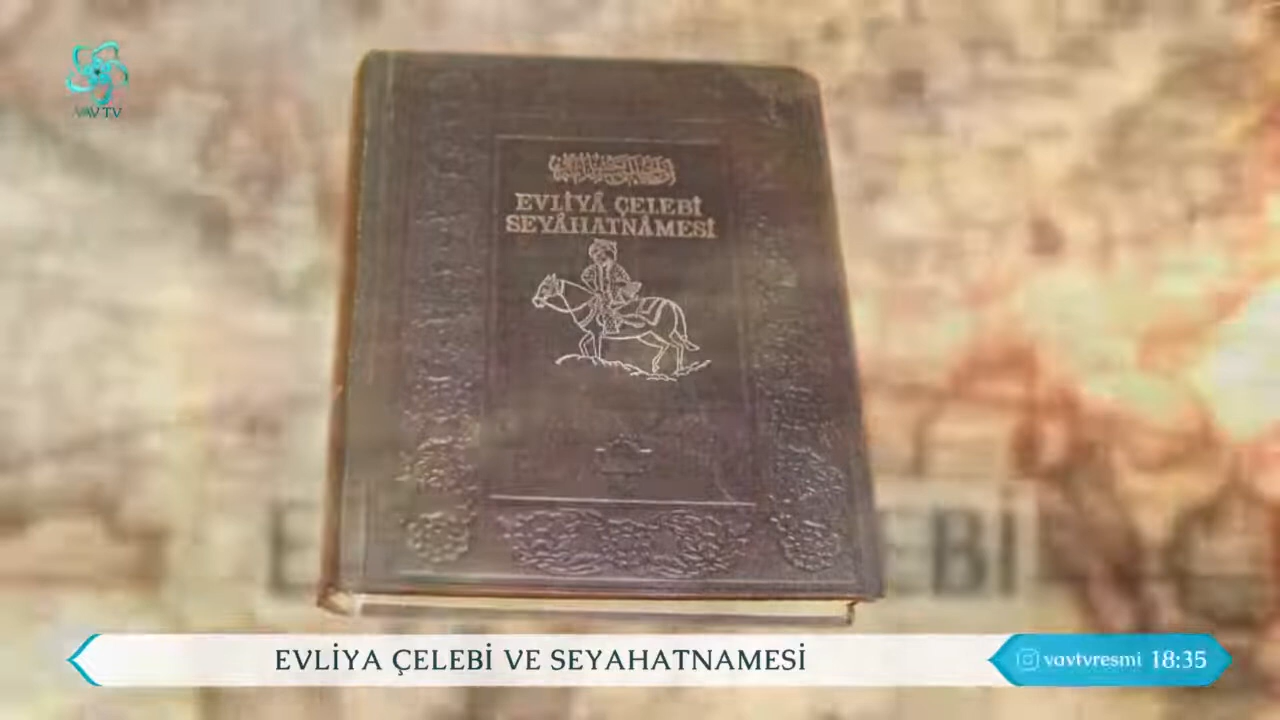 VAV TV
EVLİYÂ ÇELEBİ
SEYÂHATNÂMESİ
EVLİYA ÇELEBİ VE SEYAHATNAMESİ
vavtvresmi 18:35